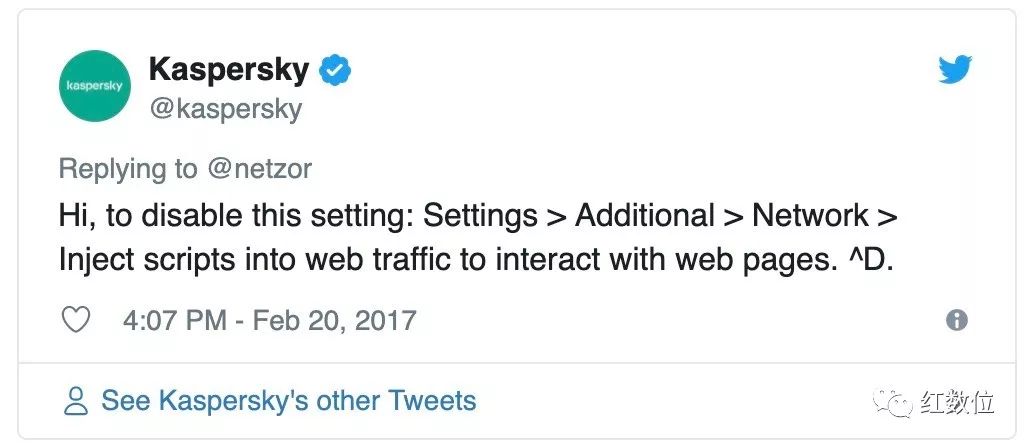 kaspersky
Kaspersky
@kaspersky
Replying to @netzor
Hi, to disable this setting: Settings > Additional > Network >
Inject scripts into web traffic to interact with web pages. ^D.
4:07 PM - Feb 20, 2017
See Kaspersky's other Tweets
红数位